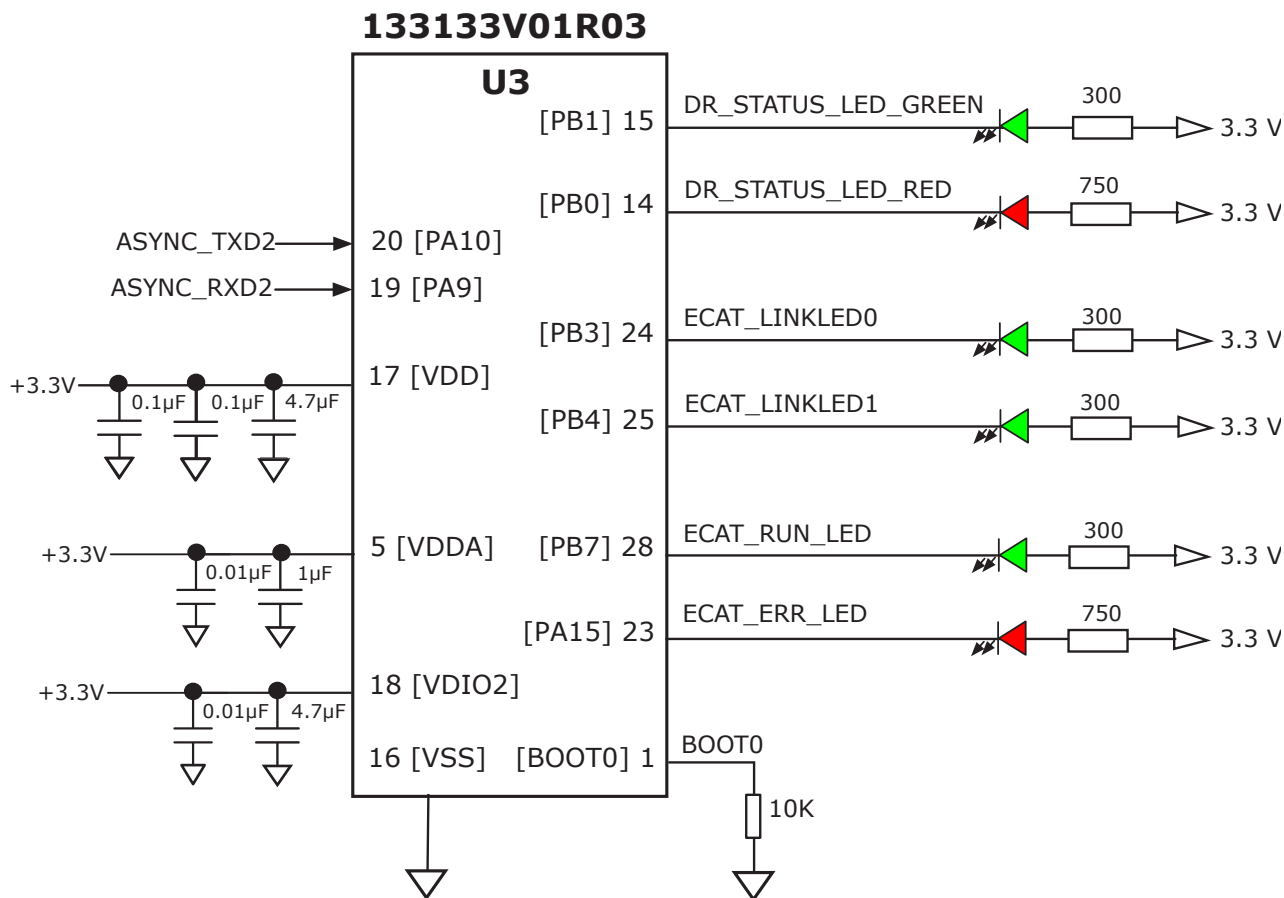 133133V01R03
U3
[PB1] 15
DR_STATUS_LED_GREEN
300
3.3 V
[PB0] 14
DR_STATUS_LED_RED
750
3.3 V
ASYNC_TXD2
20 [PA10]
ASYNC_RXD2
19 [PA9]
[PB3] 24
ECAT_LINKLED0
300
3.3 V
+3.3V
0.1µF
0.1µF
4.7µF
17 [VDD]
[PB4] 25
ECAT_LINKLED1
300
3.3 V
+3.3V
0.01µF
1µF
5 [VDDA]
[PB7] 28
ECAT_RUN_LED
300
3.3 V
[PA15] 23
ECAT_ERR_LED
750
3.3 V
+3.3V
0.01µF
4.7µF
18 [VDIO2]
16 [VSS]
[BOOT0] 1
BOOT0
10K